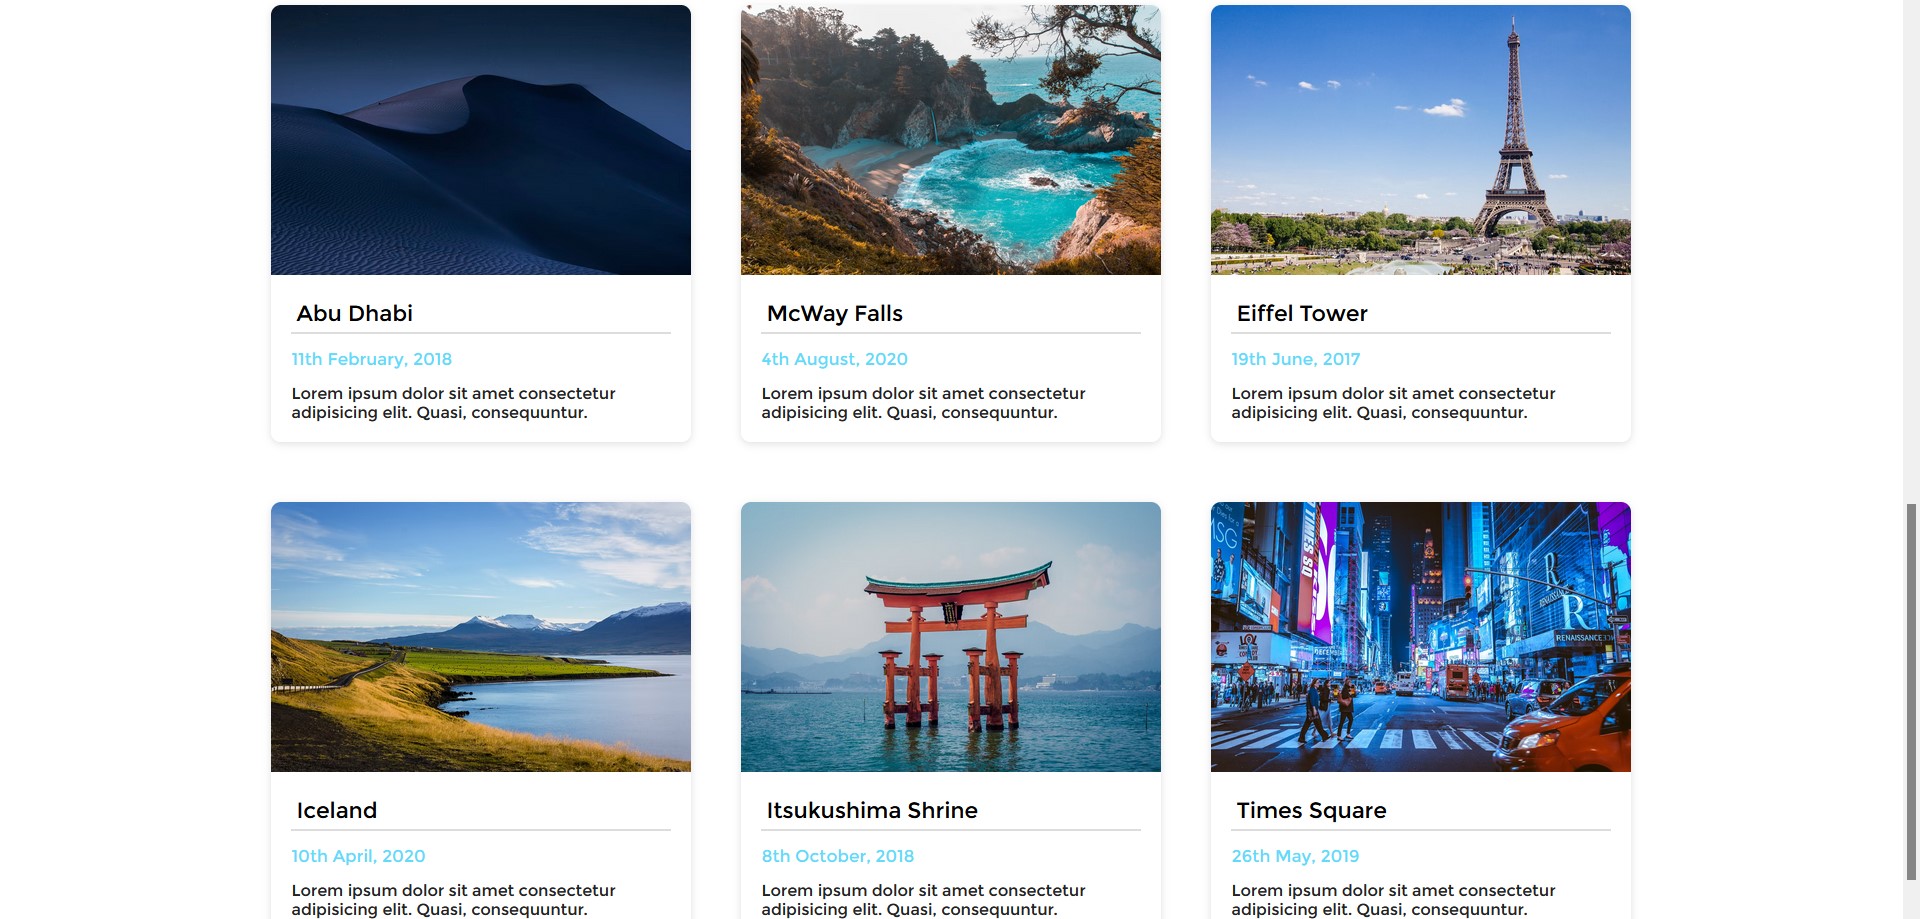 Abu Dhabi
11th February, 2018
Lorem ipsum dolor sit amet consectetur
adipisicing elit. Quasi, consequuntur.
McWay Falls
4th August, 2020
Lorem ipsum dolor sit amet consectetur
adipisicing elit. Quasi, consequuntur.
Eiffel Tower
19th June, 2017
Lorem ipsum dolor sit amet consectetur
adipisicing elit. Quasi, consequuntur.
Iceland
10th April, 2020
Lorem ipsum dolor sit amet consectetur
adipisicing elit. Quasi, consequuntur.
Itsukushima Shrine
8th October, 2018
Lorem ipsum dolor sit amet consectetur
adipisicing elit. Quasi, consequuntur.
MSG
TIMES SQ
R
R
RENAISSANCE
Times Square
26th May, 2019
Lorem ipsum dolor sit amet consectetur
adipisicing elit. Quasi, consequuntur.